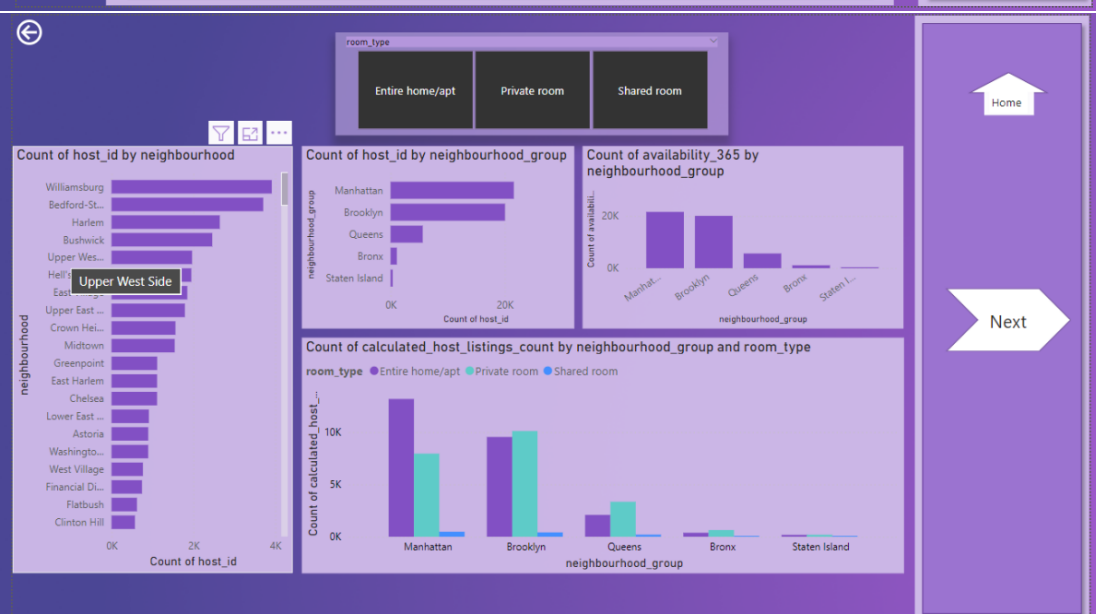 room_type
Entire home/apt
Private room
Shared room
Home
Next
Count of host_id by neighbourhood
neighbourhood
Williamsburg
Bedford-St...
Harlem
Bushwick
Upper Wes...
Hell's
Upper West Side
East Village
Upper East ...
Crown Hei...
Midtown
Greenpoint
East Harlem
Chelsea
Lower East ...
Astoria
Washingto...
West Village
Financial Di...
Flatbush
Clinton Hill
0K 2K 4K
Count of host_id
Count of host_id by neighbourhood_group
neighbourhood_group
Manhattan
Brooklyn
Queens
Bronx
Staten Island
0K 20K
Count of host_id
Count of availability_365 by
neighbourhood_group
Count of availabili...
20K
0K
Manhat...
Brooklyn
Queens
Bronx
Staten I...
neighbourhood_group
Count of calculated_host_listings_count by neighbourhood_group and room_type
room_type Entire home/apt Private room Shared room
Count of calculated_host_...
10K
5K
0K
Manhattan Brooklyn Queens Bronx Staten Island
neighbourhood_group